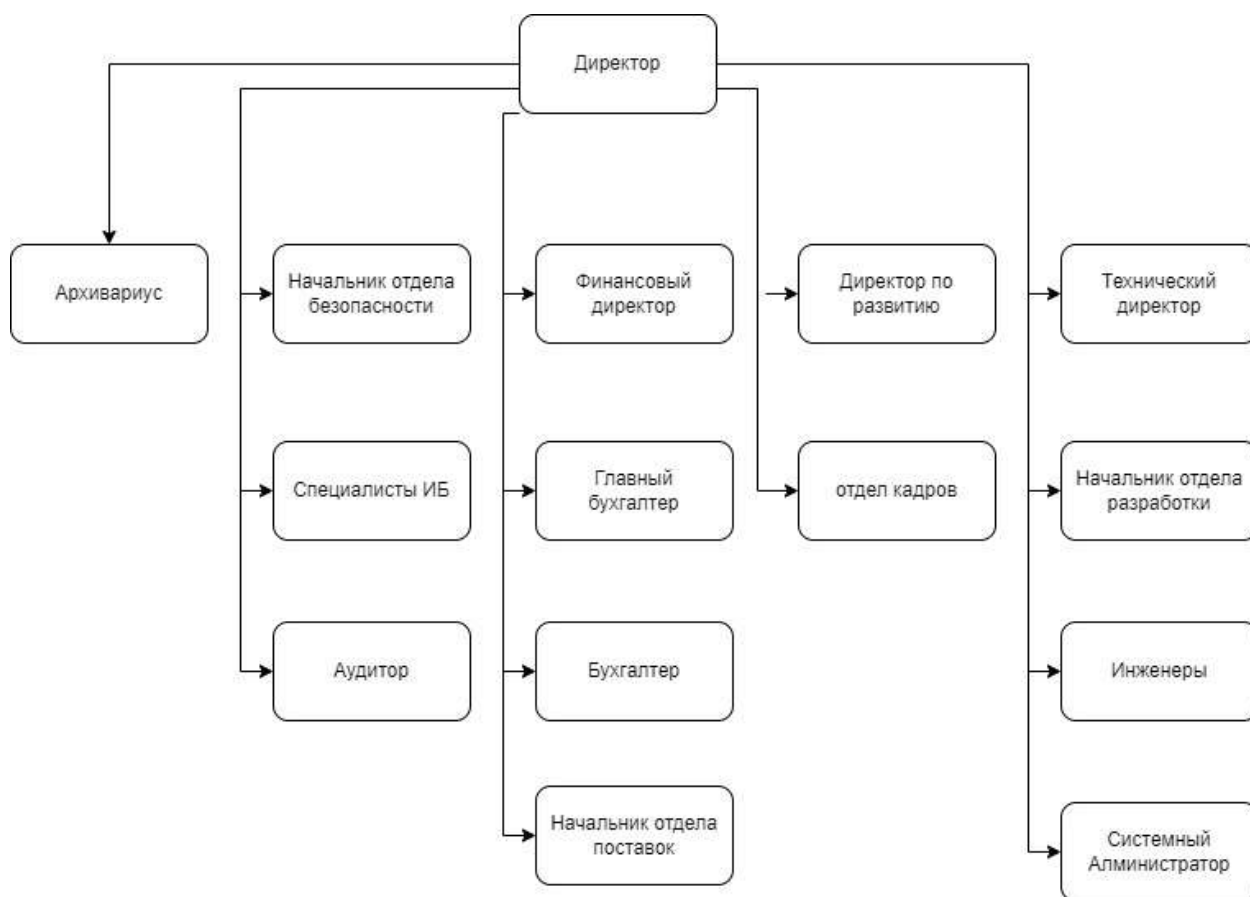 Директор
Архивариус
Начальник отдела
безопасности
Финансовый
директор
Директор по
развитию
Технический
директор
Специалисты ИБ
Главный
бухгалтер
отдел кадров
Начальник отдела
разработки
Аудитор
Бухгалтер
Инженеры
Начальник отдела
поставок
Системный
Алминистратор